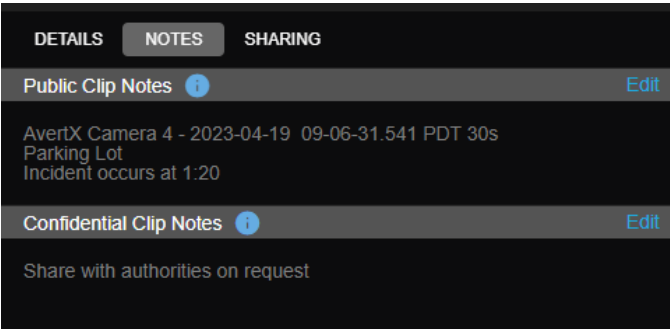 DETAILS NOTES SHARING
Public Clip Notes i Edit
AvertX Camera 4 - 2023-04-19 09-06-31.541 PDT 30s
Parking Lot
Incident occurs at 1:20
Confidential Clip Notes i Edit
Share with authorities on request